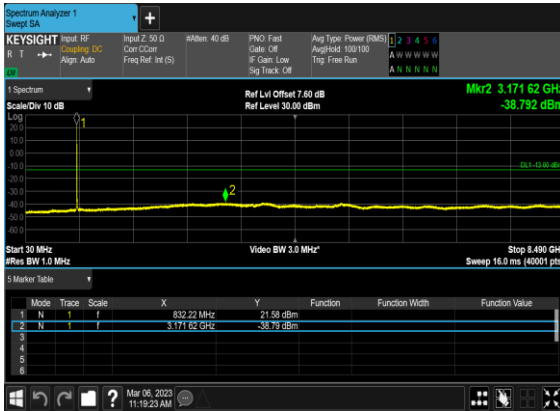 Spectrum Analyzer 1
Swept SA
KEYSIGHT Input: RF Input Z: 50 Ω #Atten: 40 dB PNO: Fast Avg Type: Power (RMS) 1 2 3 4 5 6
R T Coupling: DC Corr CCorr Gate: Off Avg|Hold: 100/100 A W W W W W
Align: Auto Freq Ref: Int (S) IF Gain: Low Trig: Free Run
Sig Track: Off A N N N N N
1 Spectrum Ref Lvl Offset 7.60 dB Mkr2 3.171 62 GHz
Scale/Div 10 dB Ref Level 30.00 dBm -38.792 dBm
Log
20.0
10.0
0.00
-10.0
DL1 -13.00 dBm
-20.0
-30.0
-40.0
-50.0
-60.0
1
2
Start 30 MHz Video BW 3.0 MHz* Stop 8.490 GHz
#Res BW 1.0 MHz Sweep 16.0 ms (40001 pts)
5 Marker Table
Mode Trace Scale X Y Function Function Width Function Value
1 N 1 f 832.22 MHz 21.58 dBm
2 N 1 f 3.171 62 GHz -38.79 dBm
3
4
5
6
Mar 06, 2023
11:19:23 AM